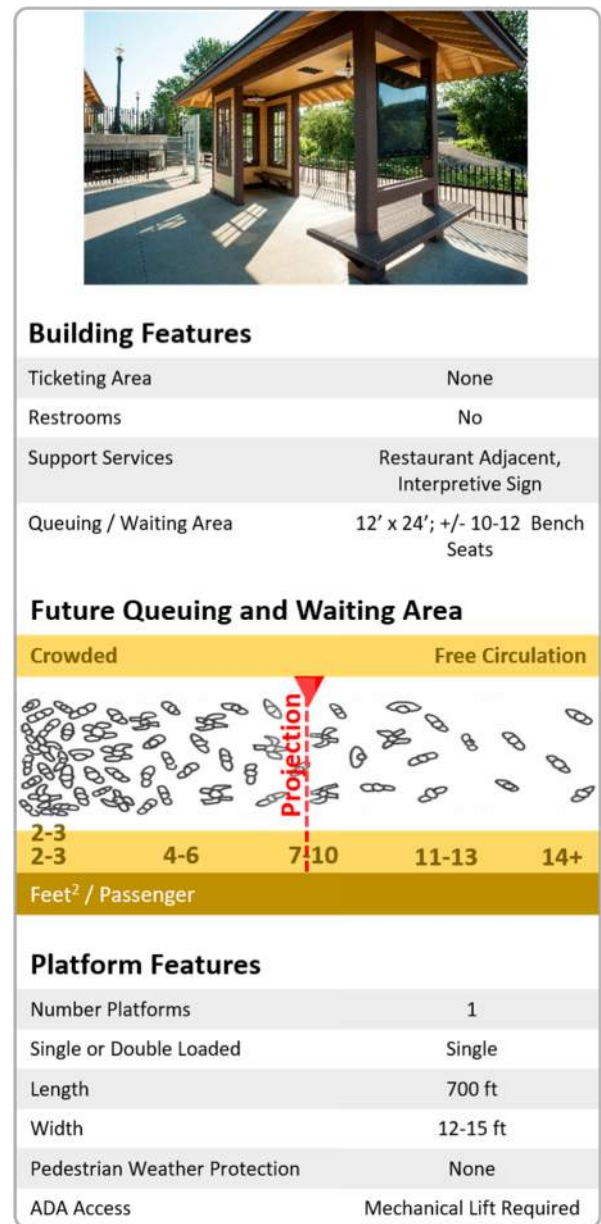 Building Features
Ticketing Area None
Restrooms No
Support Services Restaurant Adjacent,
Interpretive Sign
Queuing / Waiting Area 12’ x 24’; +/- 10-12 Bench
Seats
Future Queuing and Waiting Area
Crowded Free Circulation
Projection
2-3
2-3 4-6 7-10 11-13 14+
Feet² / Passenger
Platform Features
Number Platforms 1
Single or Double Loaded Single
Length 700 ft
Width 12-15 ft
Pedestrian Weather Protection None
ADA Access Mechanical Lift Required